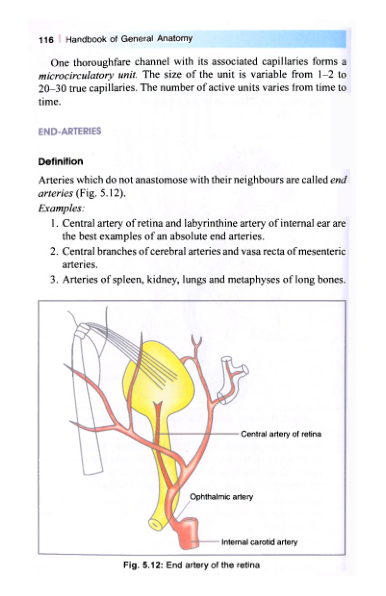 116 | Handbook of General Anatomy
One thoroughfare channel with its associated capillaries forms a
microcirculatory unit. The size of the unit is variable from 1–2 to
20–30 true capillaries. The number of active units varies from time to
time.
END-ARTERIES
Definition
Arteries which do not anastomose with their neighbours are called end
arteries (Fig. 5.12).
Examples:
1. Central artery of retina and labyrinthine artery of internal ear are
the best examples of an absolute end arteries.
2. Central branches of cerebral arteries and vasa recta of mesenteric
arteries.
3. Arteries of spleen, kidney, lungs and metaphyses of long bones.
Central artery of retina
Ophthalmic artery
Internal carotid artery
Fig. 5.12: End artery of the retina